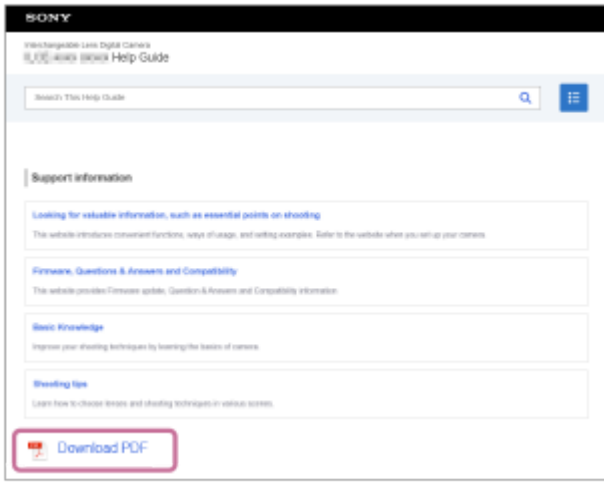 SONY
Interchangeable Lens Digital Camera
Help Guide
Search This Help Guide
Support information
Looking for valuable information, such as essential points on shooting
This website introduces convenient functions, ways of usage, and setting examples. Refer to the website when you set up your camera.
Firmware, Questions & Answers and Compatibility
This website provides Firmware update, Question & Answers and Compatibility information.
Basic Knowledge
Improve your shooting techniques by learning the basics of camera.
Shooting tips
Learn how to choose lenses and shooting techniques in various scenes.
Download PDF